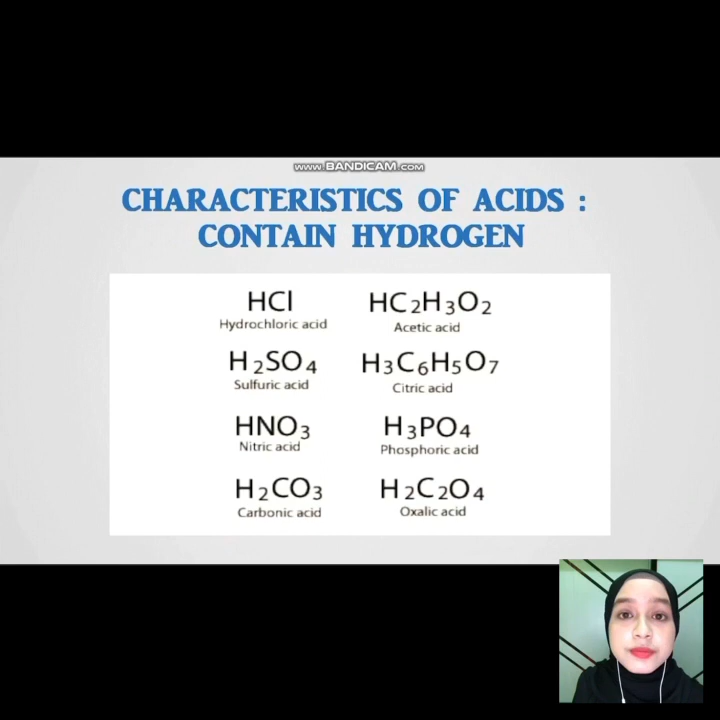 www.BANDICAM.com
CHARACTERISTICS OF ACIDS :
CONTAIN HYDROGEN
HCl
Hydrochloric acid
HC2H3O2
Acetic acid
H2SO4
Sulfuric acid
H3C6H5O7
Citric acid
HNO3
Nitric acid
H3PO4
Phosphoric acid
H2CO3
Carbonic acid
H2C2O4
Oxalic acid